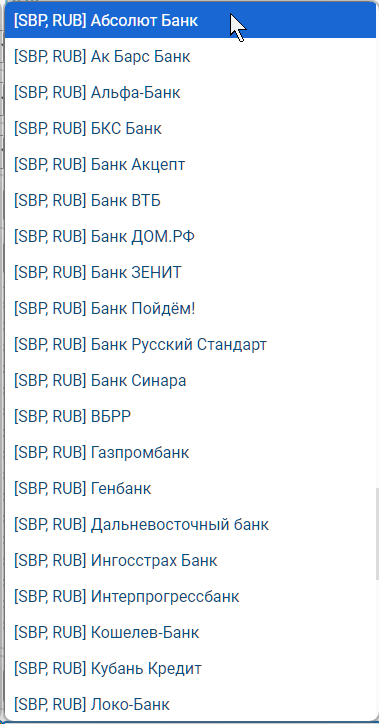 [SBP, RUB] Абсолют Банк
[SBP, RUB] Ак Барс Банк
[SBP, RUB] Альфа-Банк
[SBP, RUB] БКС Банк
[SBP, RUB] Банк Акцепт
[SBP, RUB] Банк ВТБ
[SBP, RUB] Банк ДОМ.РФ
[SBP, RUB] Банк ЗЕНИТ
[SBP, RUB] Банк Пойдём!
[SBP, RUB] Банк Русский Стандарт
[SBP, RUB] Банк Синара
[SBP, RUB] ВБРР
[SBP, RUB] Газпромбанк
[SBP, RUB] Генбанк
[SBP, RUB] Дальневосточный банк
[SBP, RUB] Ингосстрах Банк
[SBP, RUB] Интерпрогрессбанк
[SBP, RUB] Кошелев-Банк
[SBP, RUB] Кубань Кредит
[SBP, RUB] Локо-Банк